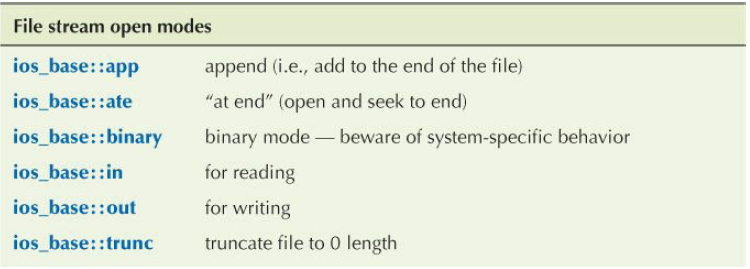 File stream open modes
ios_base::app append (i.e., add to the end of the file)
ios_base::ate “at end” (open and seek to end)
ios_base::binary binary mode — beware of system-specific behavior
ios_base::in for reading
ios_base::out for writing
ios_base::trunc truncate file to 0 length